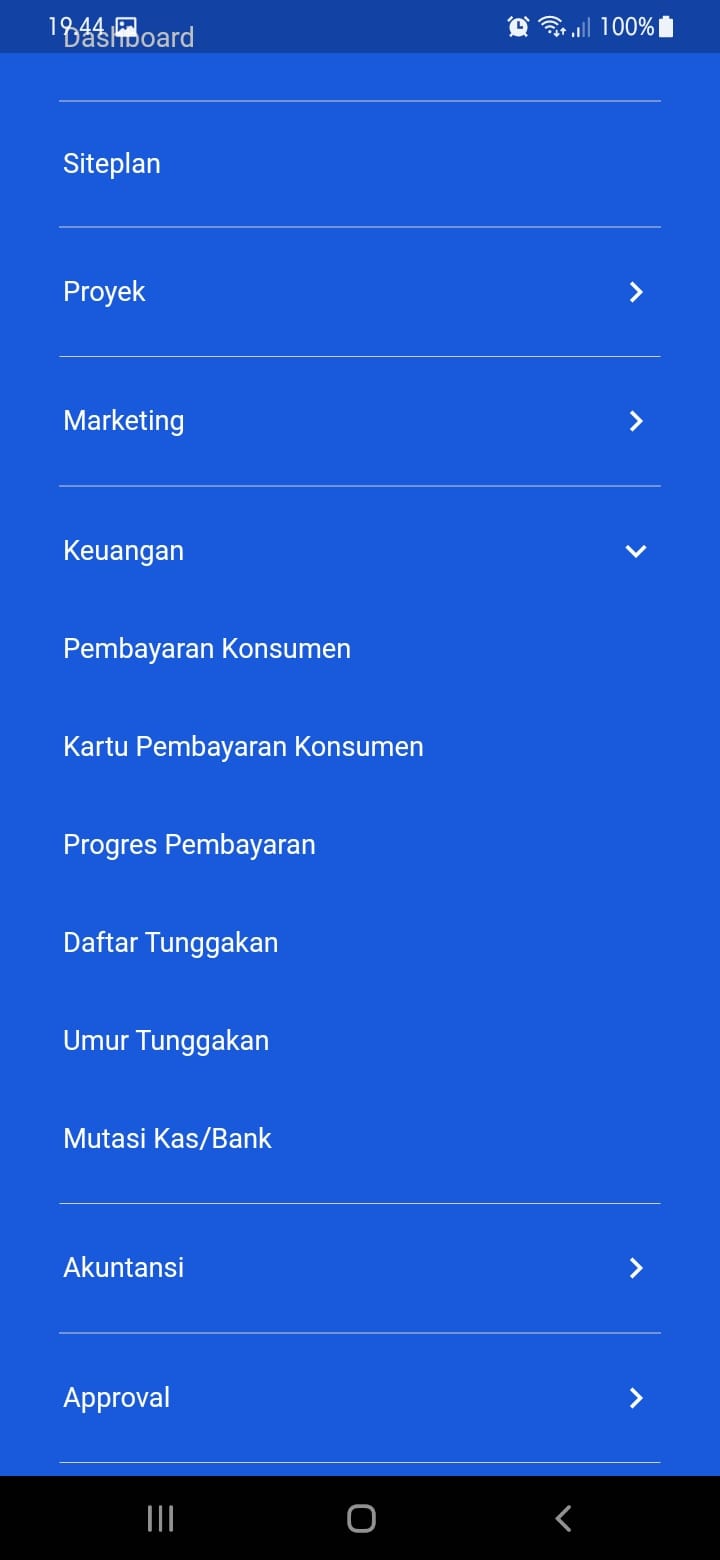 19.44 100%
Dashboard
Siteplan
Proyek
Marketing
Keuangan
Pembayaran Konsumen
Kartu Pembayaran Konsumen
Progres Pembayaran
Daftar Tunggakan
Umur Tunggakan
Mutasi Kas/Bank
Akuntansi
Approval